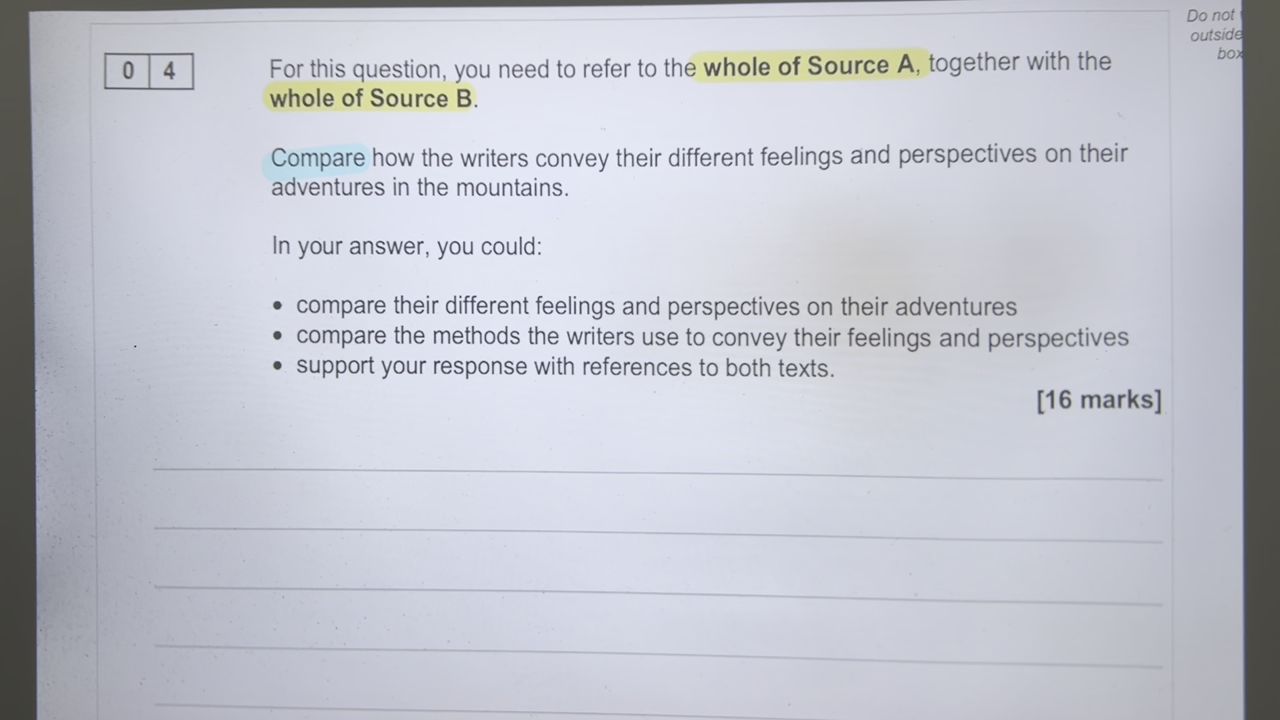 Do not
outside
box
0 4
For this question, you need to refer to the whole of Source A, together with the
whole of Source B.
Compare how the writers convey their different feelings and perspectives on their
adventures in the mountains.
In your answer, you could:
• compare their different feelings and perspectives on their adventures
• compare the methods the writers use to convey their feelings and perspectives
• support your response with references to both texts.
[16 marks]